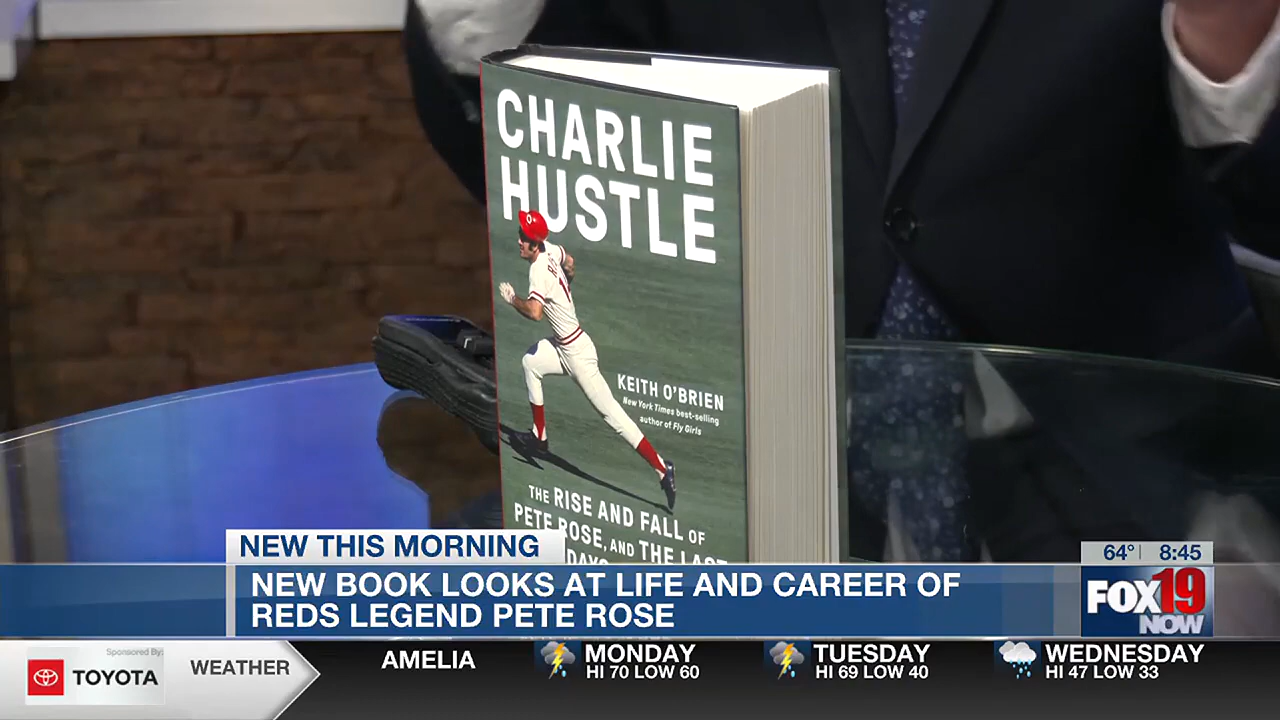 CHARLIE
HUSTLE
KEITH O'BRIEN
New York Times best-selling
author of Fly Girls
THE RISE AND FALL OF
PETE ROSE, AND THE LAST
DAYS
NEW THIS MORNING
NEW BOOK LOOKS AT LIFE AND CAREER OF
REDS LEGEND PETE ROSE
64° 8:45
FOX19
NOW
Sponsored By:
TOYOTA
WEATHER
AMELIA
MONDAY
HI 70 LOW 60
TUESDAY
HI 69 LOW 40
WEDNESDAY
HI 47 LOW 33